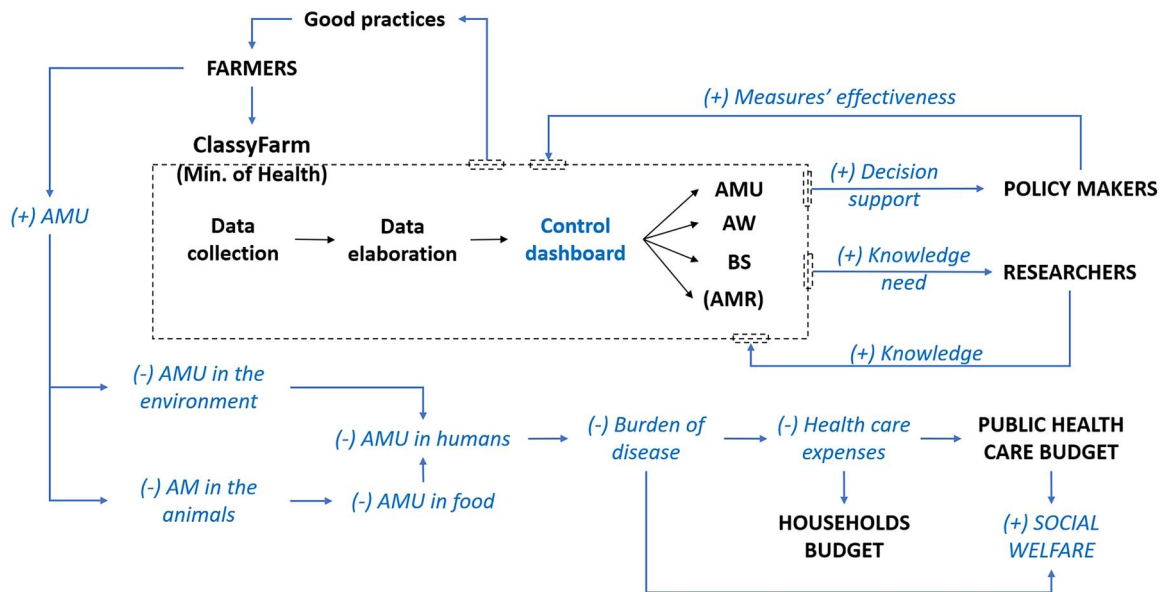 Good practices
FARMERS
(+) Measures’ effectiveness
ClassyFarm
(Min. of Health)
AMU
(+) Decision
support
POLICY MAKERS
(+) AMU
Data
collection
Data
elaboration
Control
dashboard
AW
BS
(AMR)
(+) Knowledge
need
RESEARCHERS
(+) Knowledge
(-) AMU in the
environment
(-) AMU in humans
(-) Burden of
disease
(-) Health care
expenses
PUBLIC HEALTH
CARE BUDGET
(-) AM in the
animals
(-) AMU in food
HOUSEHOLDS
BUDGET
(+) SOCIAL
WELFARE